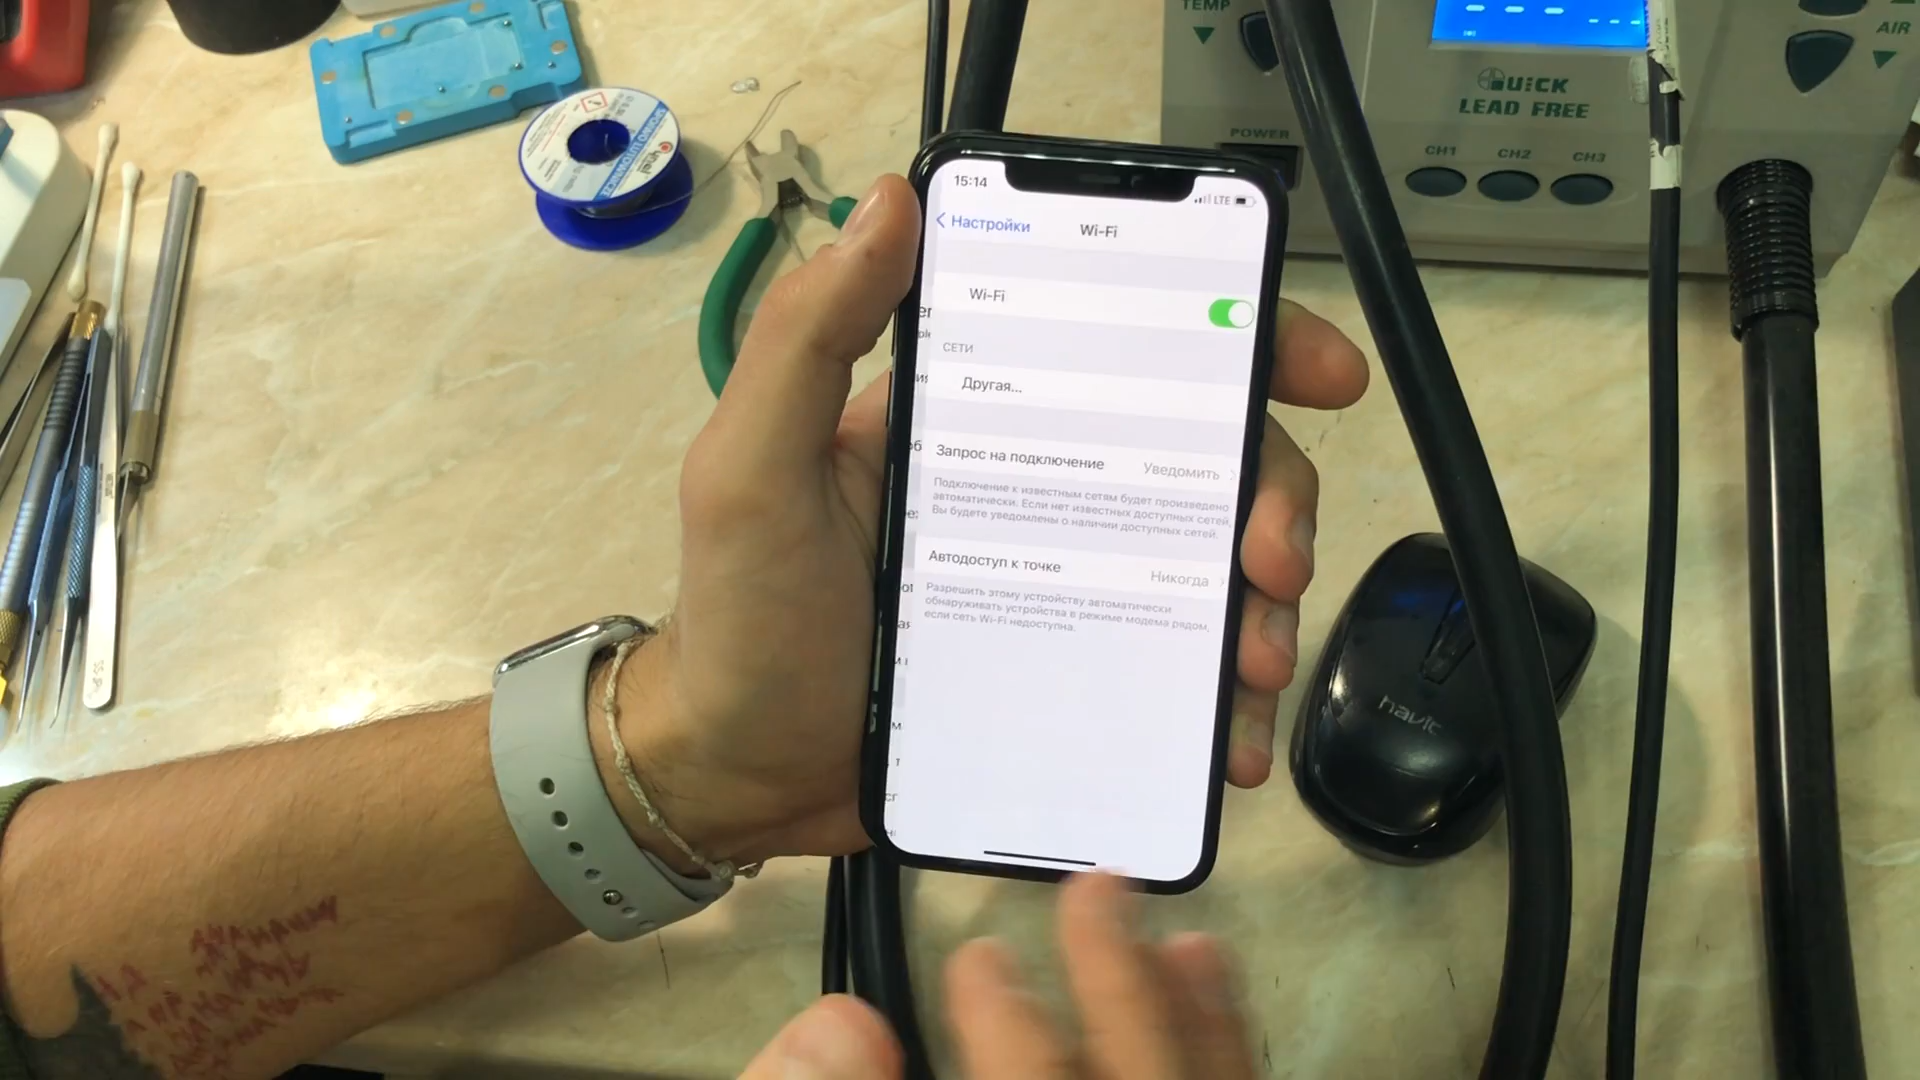 TEMP
AIR
QUICK
LEAD FREE
POWER
CH1 CH2 CH3
SPOIWO LUTOWNICZE
Cynel
15:14
LTE
Настройки
Wi-Fi
Wi-Fi
СЕТИ
Другая...
Запрос на подключение Уведомить
Подключение к известным сетям будет произведено
автоматически. Если нет известных доступных сетей,
Вы будете уведомлены о наличии доступных сетей.
Автодоступ к точке Никогда
Разрешить этому устройству автоматически
обнаруживать устройства в режиме модема рядом,
если сеть Wi-Fi недоступна.
havit